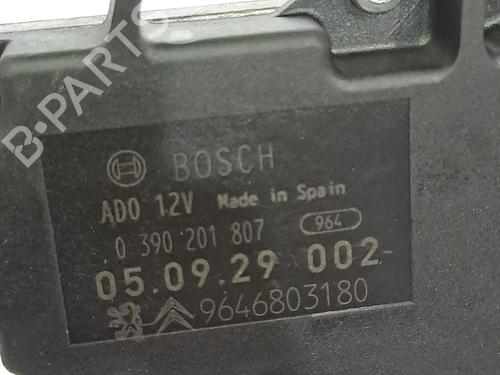 B-PARTS
BOSCH
ADO 12V Made in Spain
0 390 201 807 964
05.09.29 002
9646803180